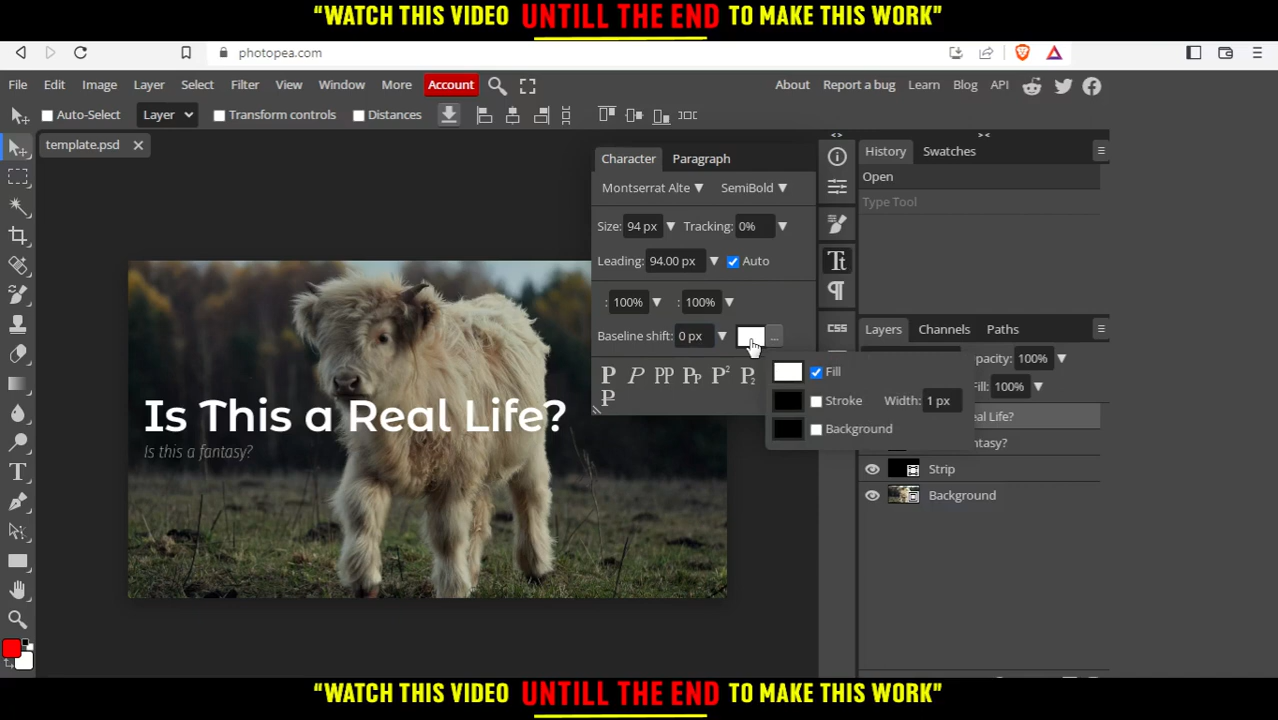 “WATCH THIS VIDEO UNTILL THE END TO MAKE THIS WORK”
photopea.com
File Edit Image Layer Select Filter View Window More Account About Report a bug Learn Blog API
Auto-Select Layer Transform controls Distances
template.psd
Character Paragraph
History Swatches
Montserrat Alte SemiBold
Open
Type Tool
Size: 94 px Tracking: 0%
Leading: 94.00 px Auto
: 100% : 100%
Baseline shift: 0 px ...
CSS
Layers Channels Paths
pacity: 100%
Fill
Fill: 100%
Stroke Width: 1 px
Background
eal Life?
ntasy?
Strip
Background
Is This a Real Life?
Is this a fantasy?
“WATCH THIS VIDEO UNTILL THE END TO MAKE THIS WORK”